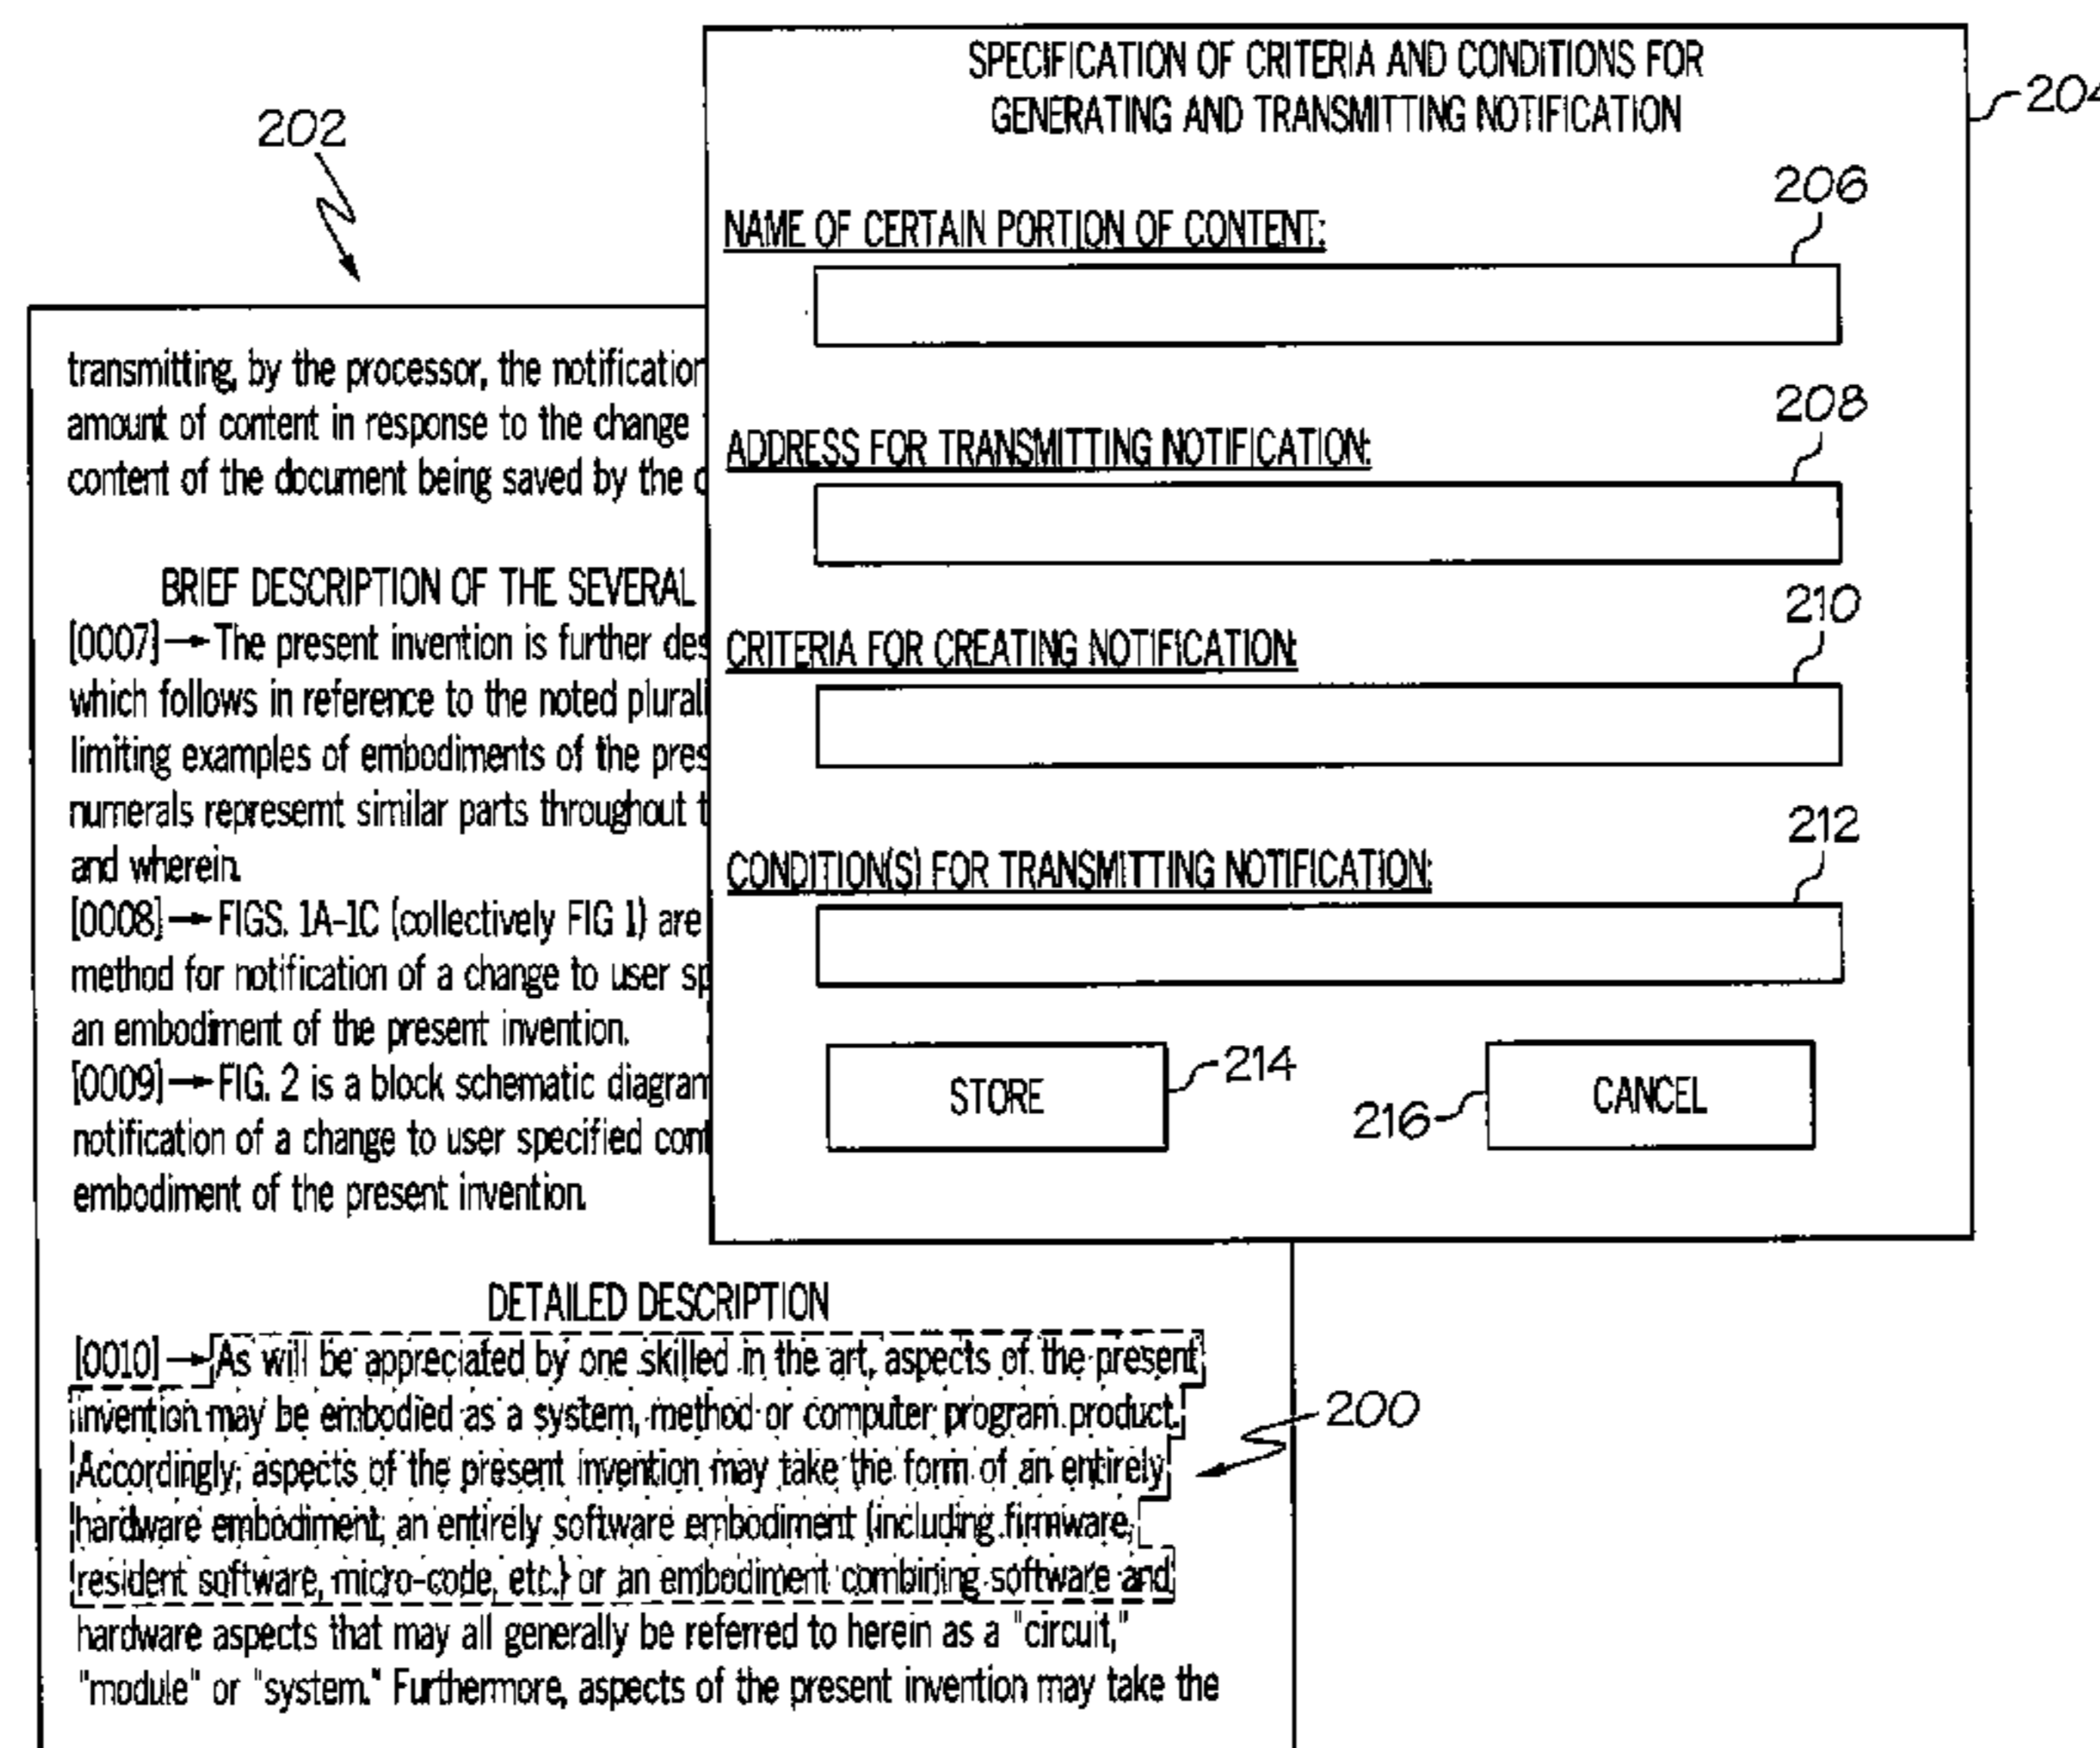 SPECIFICATION OF CRITERIA AND CONDITIONS FOR
GENERATING AND TRANSMITTING NOTIFICATION
204
202
206
NAME OF CERTAIN PORTION OF CONTENT:
208
ADDRESS FOR TRANSMITTING NOTIFICATION:
210
CRITERIA FOR CREATING NOTIFICATION:
212
CONDITION(S) FOR TRANSMITTING NOTIFICATION:
STORE
214
216
CANCEL
transmitting, by the processor, the notification
amount of content in response to the change
content of the document being saved by the
BRIEF DESCRIPTION OF THE SEVERAL
[0007] → The present invention is further des
which follows in reference to the noted plurali
limiting examples of embodiments of the pres
numerals represemt similar parts throughout t
and wherein.
[0008] → FIGS. 1A-1C (collectively FIG 1) are
method for notification of a change to user sp
an embodiment of the present invention.
[0009] → FIG. 2 is a block schematic diagram
notification of a change to user specified cont
embodiment of the present invention.
DETAILED DESCRIPTION
[0010] → As will be appreciated by one skilled in the art, aspects of the present
invention may be embodied as a system, method or computer program product.
Accordingly, aspects of the present invention may take the form of an entirely
200
hardware embodiment, an entirely software embodiment (including firmware,
resident software, micro-code, etc.) or an embodiment combining software and
hardware aspects that may all generally be referred to herein as a "circuit,"
"module" or "system." Furthermore, aspects of the present invention may take the